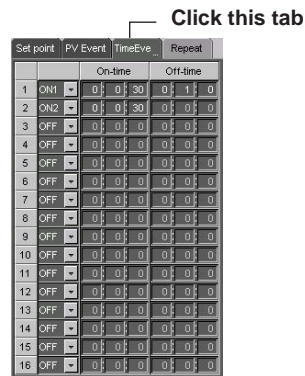 Click this tab
Set point PV Event TimeEve... Repeat
On-time Off-time
1 ON1 0 0 30 0 1 0
2 ON2 0 0 30 0 0 0
3 OFF 0 0 0 0 0 0
4 OFF 0 0 0 0 0 0
5 OFF 0 0 0 0 0 0
6 OFF 0 0 0 0 0 0
7 OFF 0 0 0 0 0 0
8 OFF 0 0 0 0 0 0
9 OFF 0 0 0 0 0 0
10 OFF 0 0 0 0 0 0
11 OFF 0 0 0 0 0 0
12 OFF 0 0 0 0 0 0
13 OFF 0 0 0 0 0 0
14 OFF 0 0 0 0 0 0
15 OFF 0 0 0 0 0 0
16 OFF 0 0 0 0 0 0